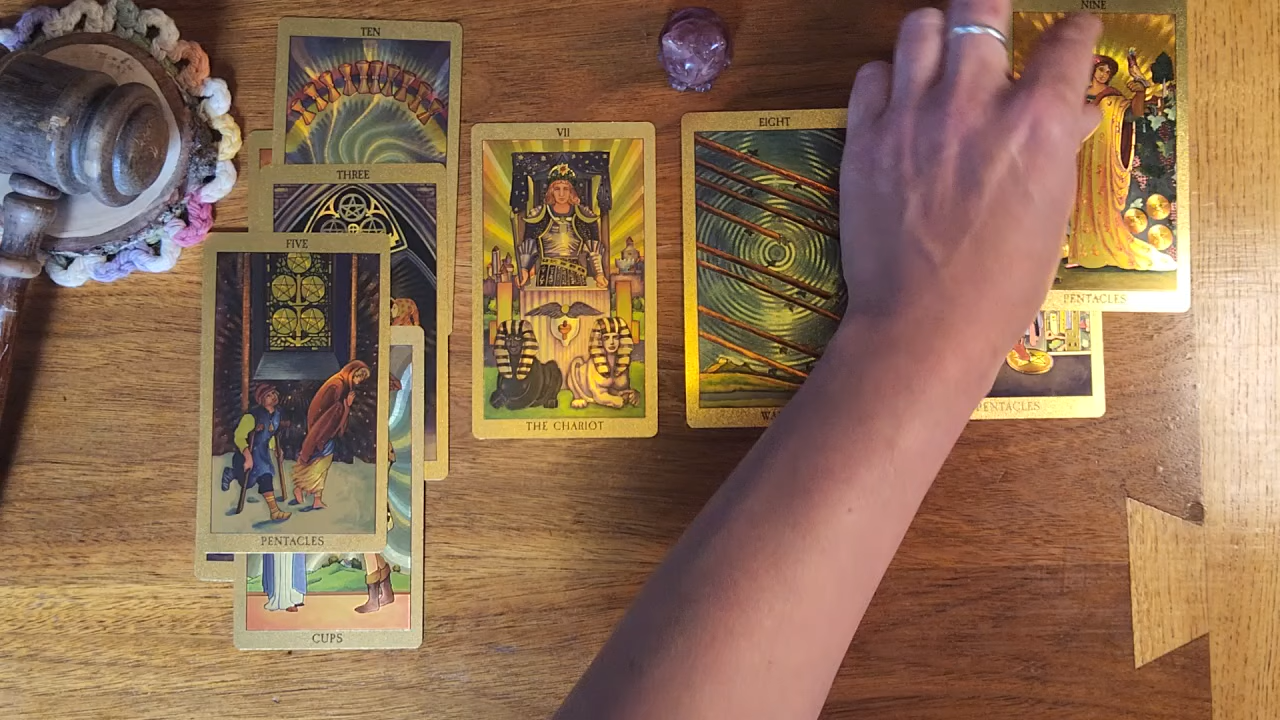 TEN
THREE
FIVE
PENTACLES
CUPS
VII
THE CHARIOT
EIGHT
NINE
PENTACLES
PENTACLES